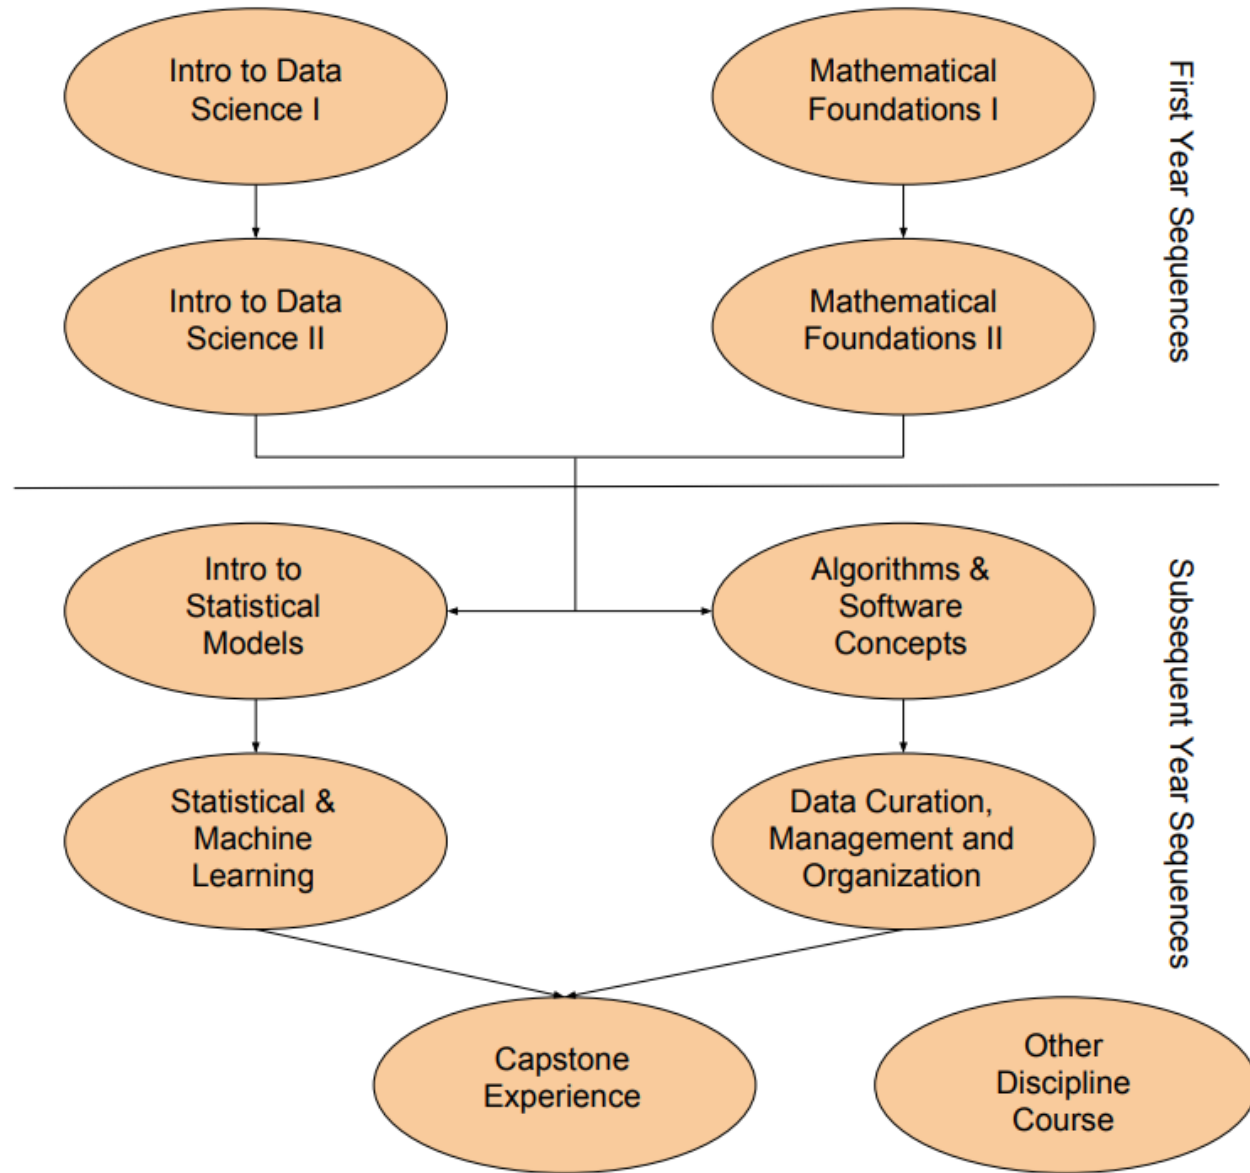 Intro to Data
Science I
Mathematical
Foundations I
First Year Sequences
Intro to Data
Science II
Mathematical
Foundations II
Intro to
Statistical
Models
Algorithms &
Software
Concepts
Subsequent Year Sequences
Statistical &
Machine
Learning
Data Curation,
Management and
Organization
Capstone
Experience
Other
Discipline
Course